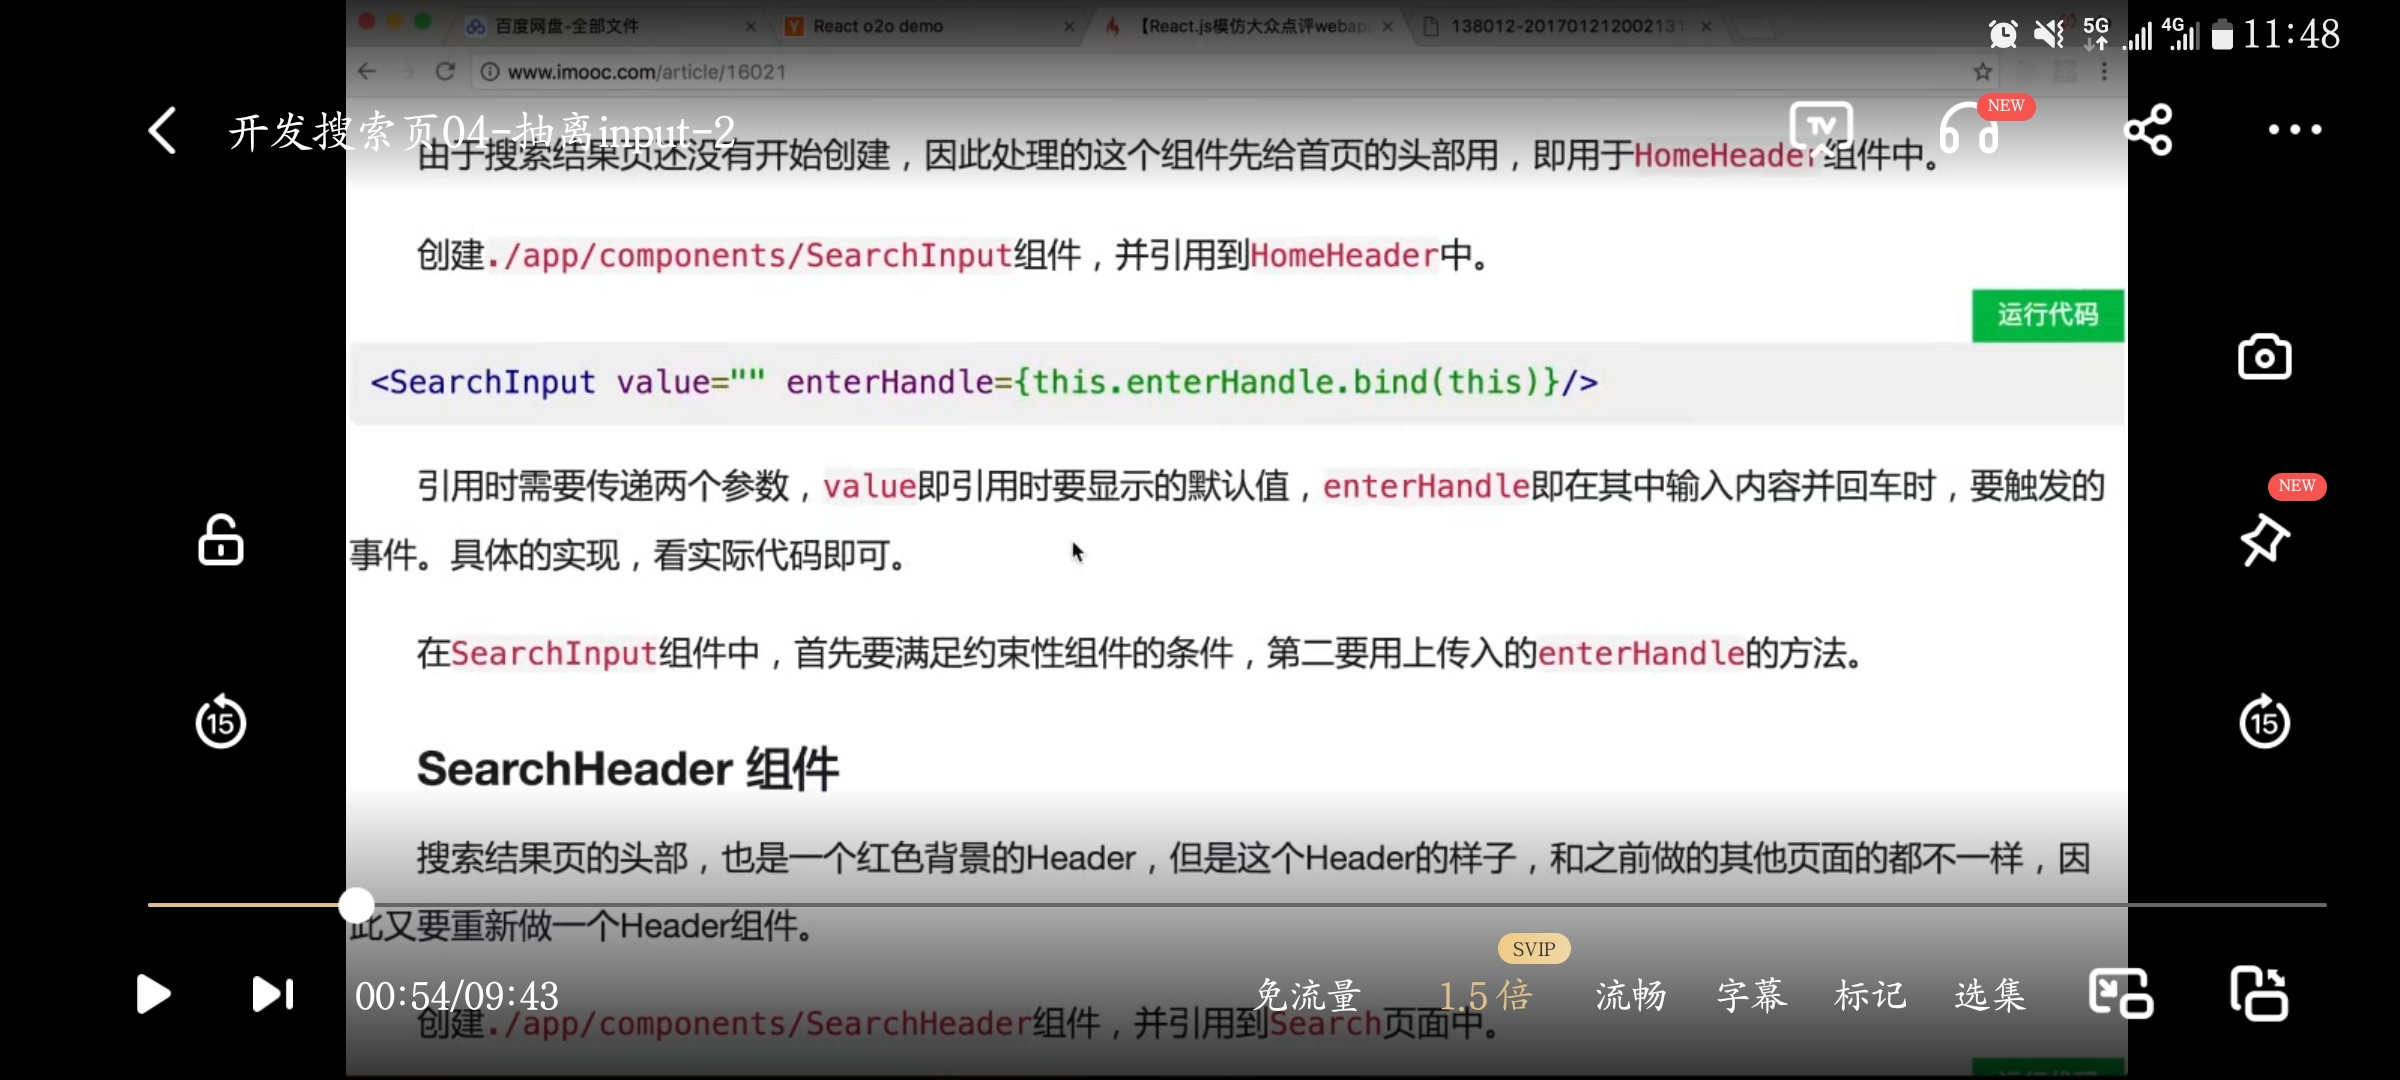 百度网盘-全部文件
React o2o demo
【React.js模仿大众点评webap
138012-201701212002131
5G
4G
11:48
www.imooc.com/article/16021
开发搜索页04-抽离input-2
TV
NEW
由于搜索结果页还没有开始创建，因此处理的这个组件先给首页的头部用，即用于HomeHeader组件中。
创建./app/components/SearchInput组件，并引用到HomeHeader中。
运行代码
<SearchInput value="" enterHandle={this.enterHandle.bind(this)}/>
引用时需要传递两个参数，value即引用时要显示的默认值，enterHandle即在其中输入内容并回车时，要触发的
NEW
事件。具体的实现，看实际代码即可。
在SearchInput组件中，首先要满足约束性组件的条件，第二要用上传入的enterHandle的方法。
15
15
SearchHeader 组件
搜索结果页的头部，也是一个红色背景的Header，但是这个Header的样子，和之前做的其他页面的都不一样，因
此又要重新做一个Header组件。
SVIP
00:54/09:43
免流量
1.5倍
流畅
字幕
标记
选集
创建./app/components/SearchHeader组件，并引用到Search页面中。